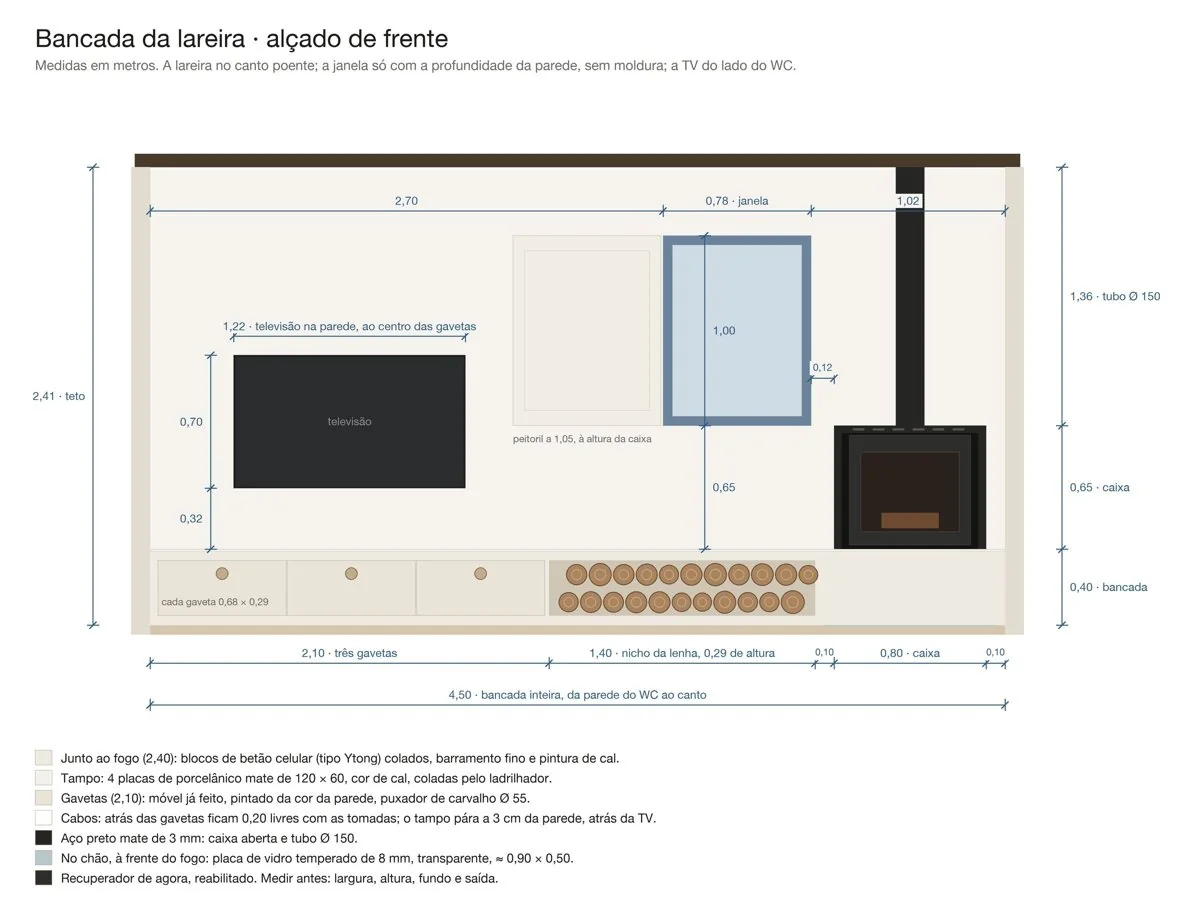 Bancada da lareira · alçado de frente
Medidas em metros. A lareira no canto poente; a janela só com a profundidade da parede, sem moldura; a TV do lado do WC.
2,70
0,78 · janela
1,02
1,36 · tubo Ø 150
1,22 · televisão na parede, ao centro das gavetas
1,00
0,12
2,41 · teto
0,70
televisão
peitoril a 1,05, à altura da caixa
0,65
0,65 · caixa
0,32
0,40 · bancada
cada gaveta 0,68 × 0,29
2,10 · três gavetas
1,40 · nicho da lenha, 0,29 de altura
0,10
0,80 · caixa
0,10
4,50 · bancada inteira, da parede do WC ao canto
Junto ao fogo (2,40): blocos de betão celular (tipo Ytong) colados, barramento fino e pintura de cal.
Tampo: 4 placas de porcelânico mate de 120 × 60, cor de cal, coladas pelo ladrilhador.
Gavetas (2,10): móvel já feito, pintado da cor da parede, puxador de carvalho Ø 55.
Cabos: atrás das gavetas ficam 0,20 livres com as tomadas; o tampo pára a 3 cm da parede, atrás da TV.
Aço preto mate de 3 mm: caixa aberta e tubo Ø 150.
No chão, à frente do fogo: placa de vidro temperado de 8 mm, transparente, ≈ 0,90 × 0,50.
Recuperador de agora, reabilitado. Medir antes: largura, altura, fundo e saída.